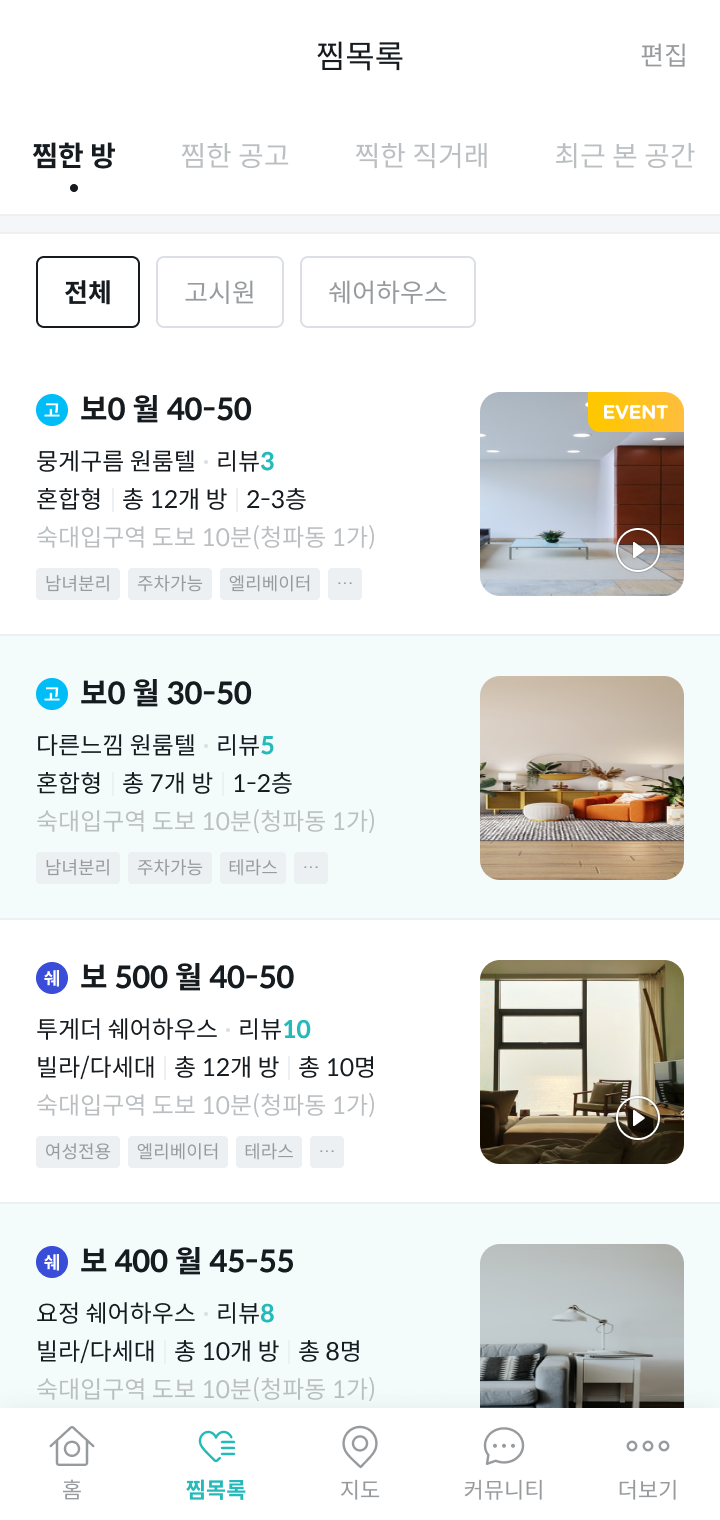 찜목록
편집
찜한 방 찜한 공고 찍한 직거래 최근 본 공간
전체 고시원 쉐어하우스
고 보0 월 40-50
EVENT
뭉게구름 원룸텔 · 리뷰3
혼합형 총 12개 방 2-3층
숙대입구역 도보 10분(청파동 1가)
남녀분리 주차가능 엘리베이터 ···
고 보0 월 30-50
다른느낌 원룸텔 · 리뷰5
혼합형 총 7개 방 1-2층
숙대입구역 도보 10분(청파동 1가)
남녀분리 주차가능 테라스 ···
쉐 보 500 월 40-50
투게더 쉐어하우스 · 리뷰10
빌라/다세대 총 12개 방 총 10명
숙대입구역 도보 10분(청파동 1가)
여성전용 엘리베이터 테라스 ···
쉐 보 400 월 45-55
요정 쉐어하우스 · 리뷰8
빌라/다세대 총 10개 방 총 8명
숙대입구역 도보 10분(청파동 1가)
홈 찜목록 지도 커뮤니티 더보기